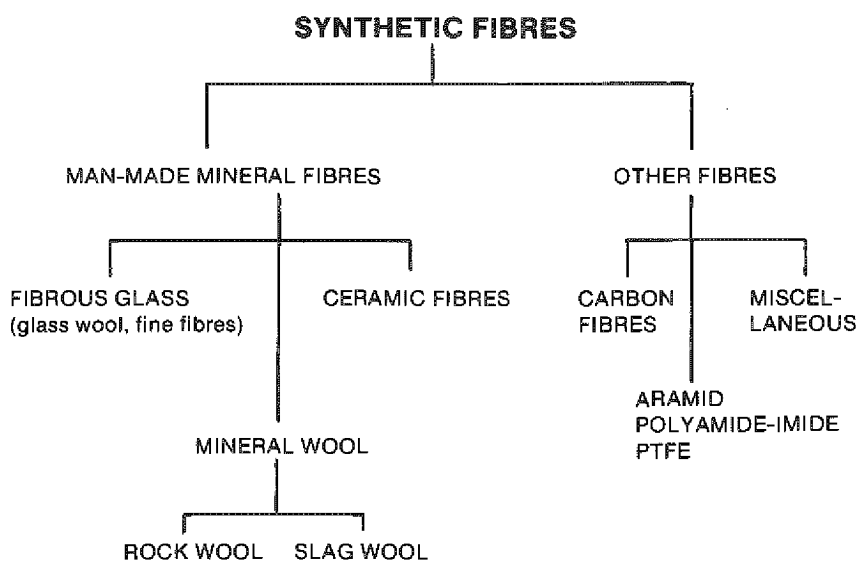 SYNTHETIC FIBRES
MAN-MADE MINERAL FIBRES
OTHER FIBRES
FIBROUS GLASS
(glass wool, fine fibres)
CERAMIC FIBRES
CARBON
FIBRES
MISCEL-
LANEOUS
ARAMID
POLYAMIDE-IMIDE
PTFE
MINERAL WOOL
ROCK WOOL
SLAG WOOL